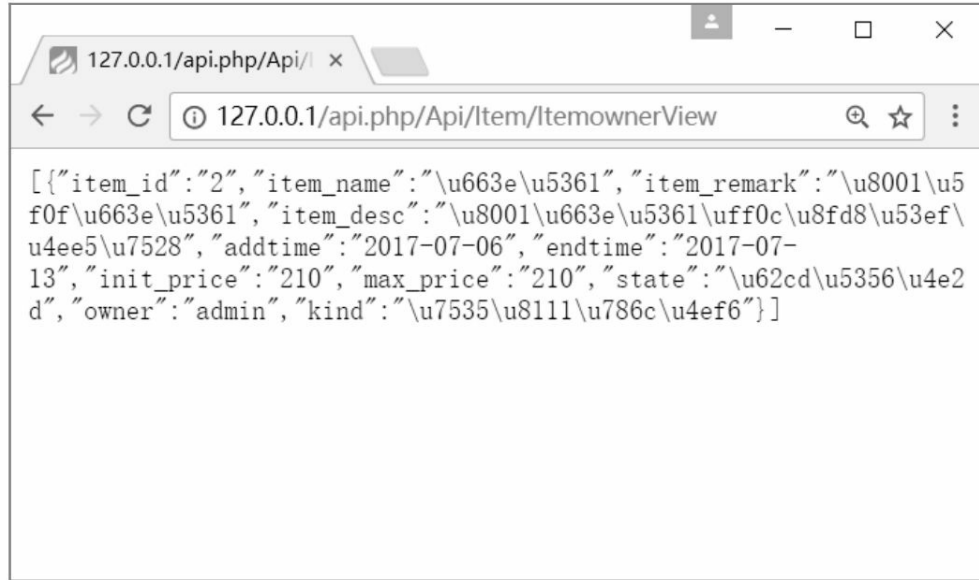 127.0.0.1/api.php/Api/
127.0.0.1/api.php/Api/Item/ItemownerView
[{"item_id":"2","item_name":"\u663e\u5361","item_remark":"\u8001\u5
f0f\u663e\u5361","item_desc":"\u8001\u663e\u5361\uff0c\u8fd8\u53ef\
u4ee5\u7528","addtime":"2017-07-06","endtime":"2017-07-
13","init_price":"210","max_price":"210","state":"\u62cd\u5356\u4e2
d","owner":"admin","kind":"\u7535\u8111\u786c\u4ef6"}]